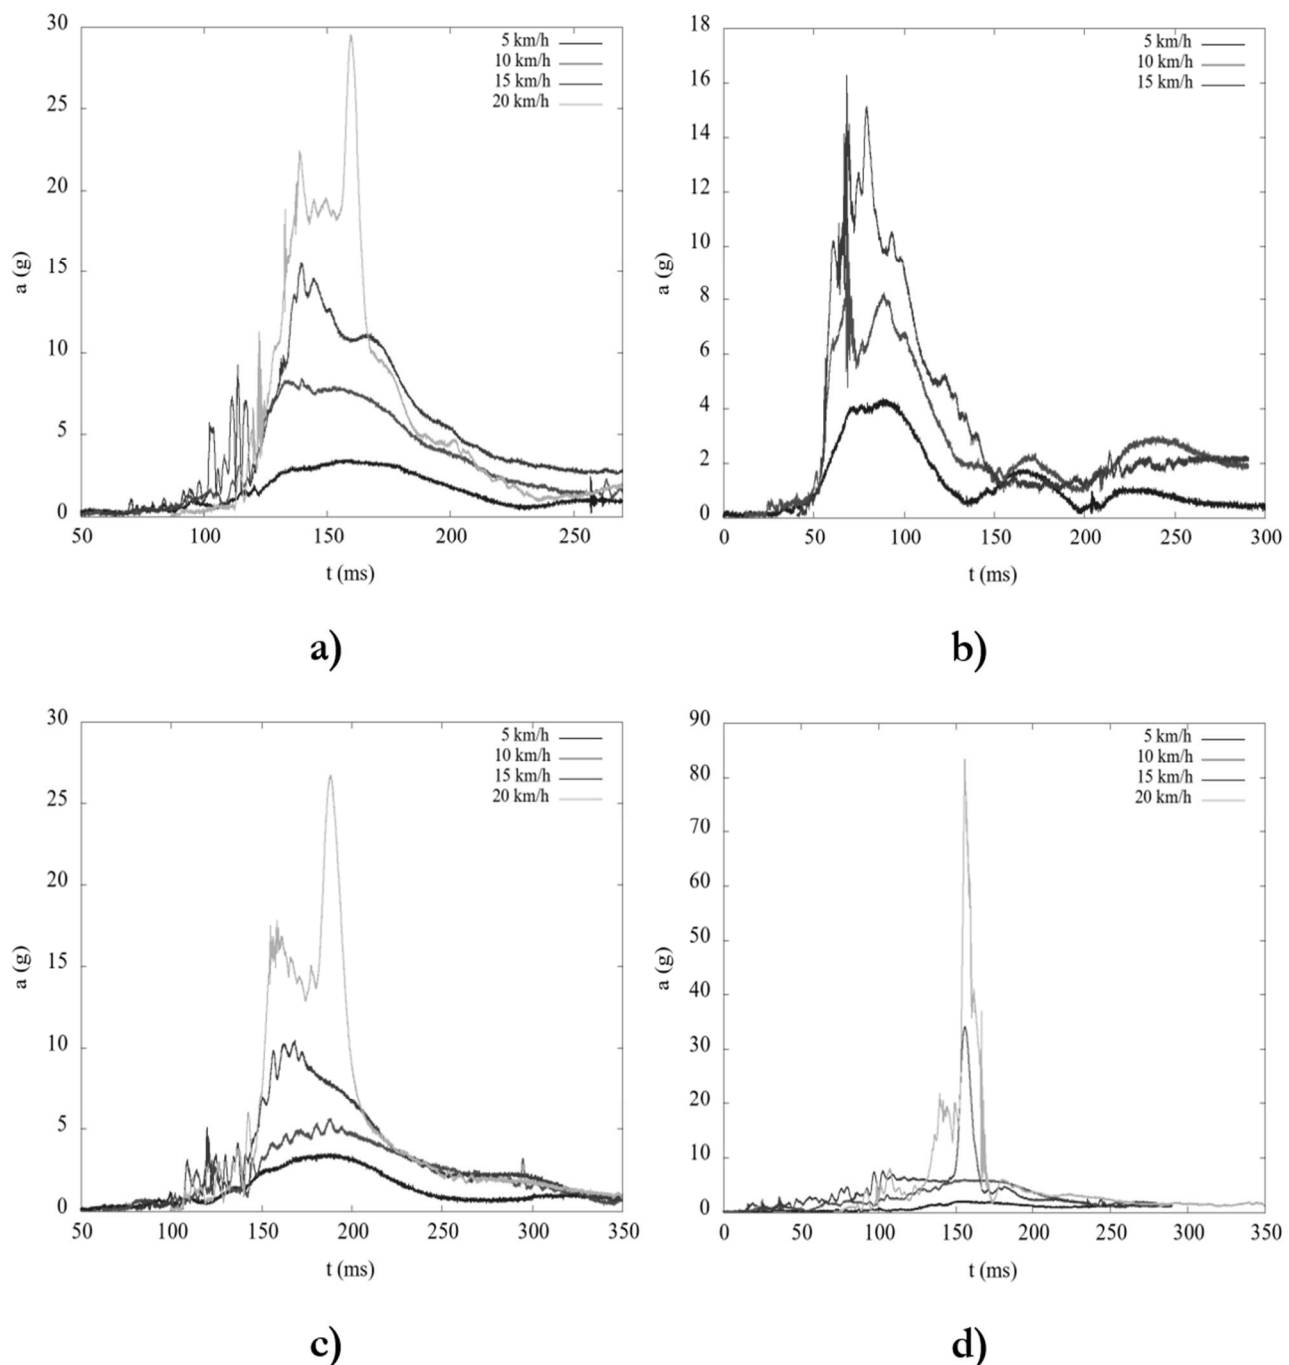 30
25
20
15
10
5
0
a (g)
5 km/h
10 km/h
15 km/h
20 km/h
50 100 150 200 250
t (ms)
a)
18
16
14
12
10
8
6
4
2
0
a (g)
5 km/h
10 km/h
15 km/h
0 50 100 150 200 250 300
t (ms)
b)
30
25
20
15
10
5
0
a (g)
5 km/h
10 km/h
15 km/h
20 km/h
50 100 150 200 250 300 350
t (ms)
c)
90
80
70
60
50
40
30
20
10
0
a (g)
5 km/h
10 km/h
15 km/h
20 km/h
0 50 100 150 200 250 300 350
t (ms)
d)